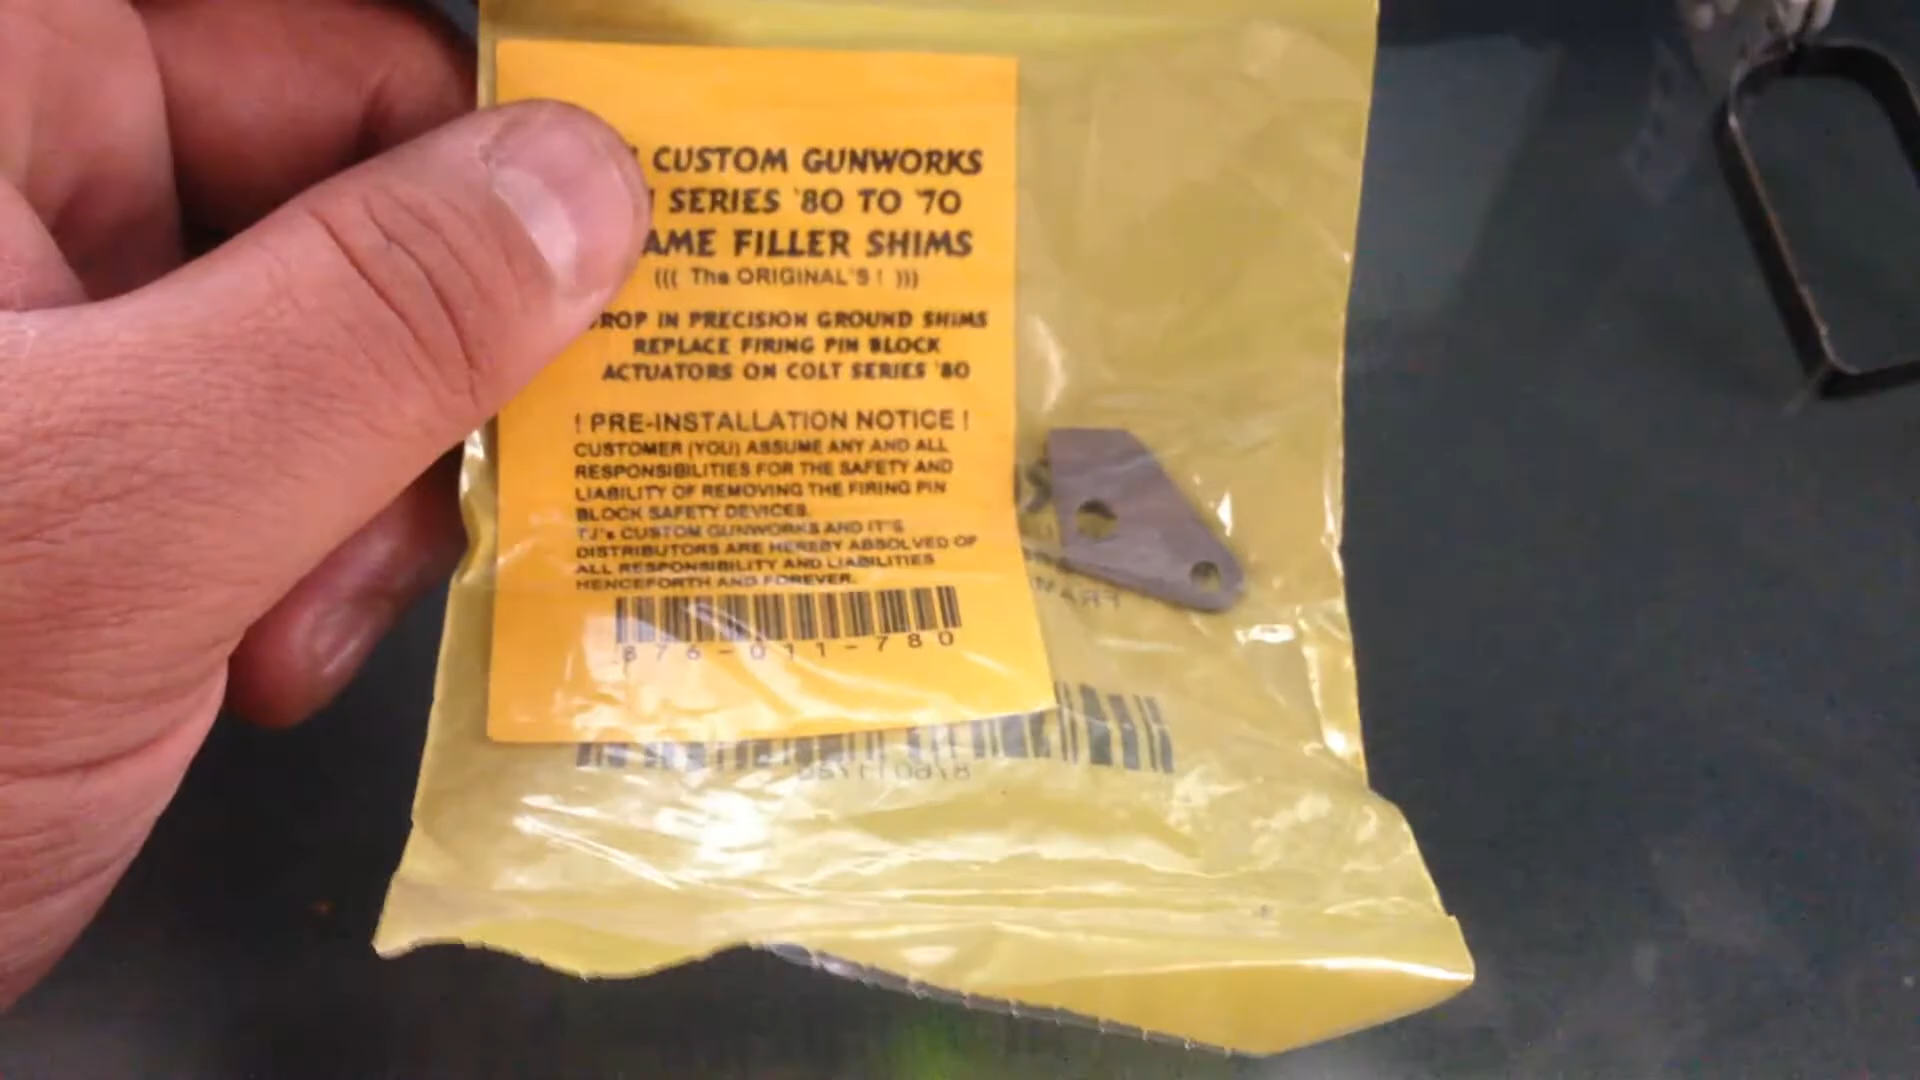 CUSTOM GUNWORKS
SERIES '80 TO '70
AME FILLER SHIMS
((( The ORIGINAL'S ! )))
ROP IN PRECISION GROUND SHIMS
REPLACE FIRING PIN BLOCK
ACTUATORS ON COLT SERIES '80
! PRE-INSTALLATION NOTICE !
CUSTOMER (YOU) ASSUME ANY AND ALL
RESPONSIBILITIES FOR THE SAFETY AND
LIABILITY OF REMOVING THE FIRING PIN
BLOCK SAFETY DEVICES.
TJ's CUSTOM GUNWORKS AND IT'S
DISTRIBUTORS ARE HEREBY ABSOLVED OF
ALL RESPONSIBILITY AND LIABILITIES
HENCEFORTH AND FOREVER.
876-011-780